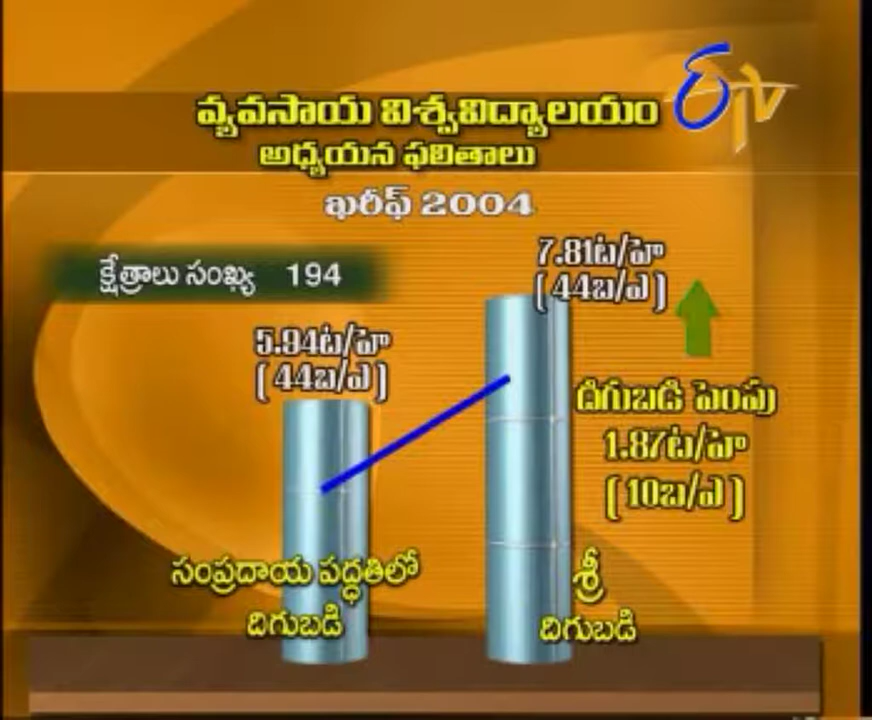 ఈtv
వ్యవసాయ విశ్వవిద్యాలయం
అధ్యయన ఫలితాలు
ఖరీఫ్ 2004
క్షేత్రాలు సంఖ్య 194
7.81ట/హె
(44బ/ఎ)
5.94ట/హె
(44బ/ఎ)
దిగుబడి పెంపు
1.87ట/హె
(10బ/ఎ)
సంప్రదాయ పద్ధతిలో
దిగుబడి
శ్రీ
దిగుబడి